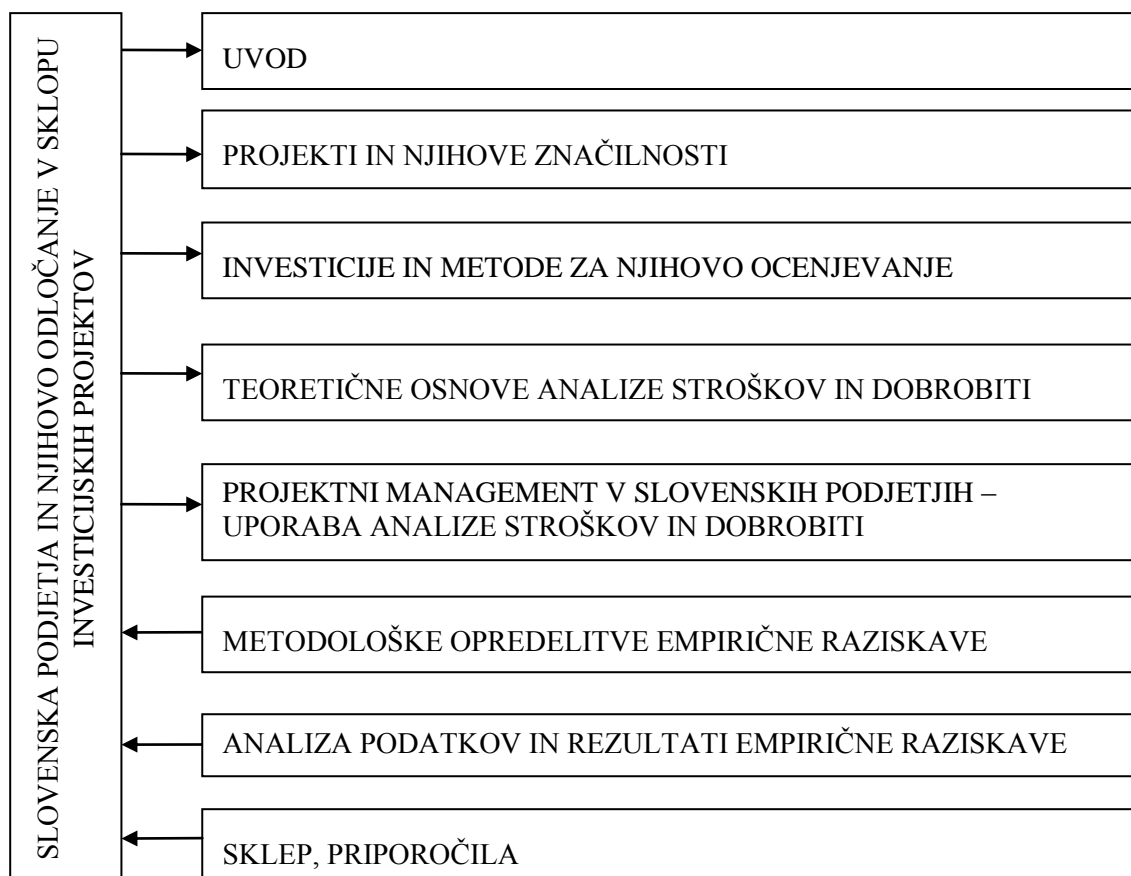 SLOVENSKA PODJETJA IN NJIHOVO ODLOČANJE V SKLOPU
INVESTICIJSKIH PROJEKTOV
UVOD
PROJEKTI IN NJIHOVE ZNAČILNOSTI
INVESTICIJE IN METODE ZA NJIHOVO OCENJEVANJE
TEORETIČNE OSNOVE ANALIZE STROŠKOV IN DOBROBITI
PROJEKTNI MANAGEMENT V SLOVENSKIH PODJETJIH –
UPORABA ANALIZE STROŠKOV IN DOBROBITI
METODOLOŠKE OPREDELITVE EMPIRIČNE RAZISKAVE
ANALIZA PODATKOV IN REZULTATI EMPIRIČNE RAZISKAVE
SKLEP, PRIPOROČILA